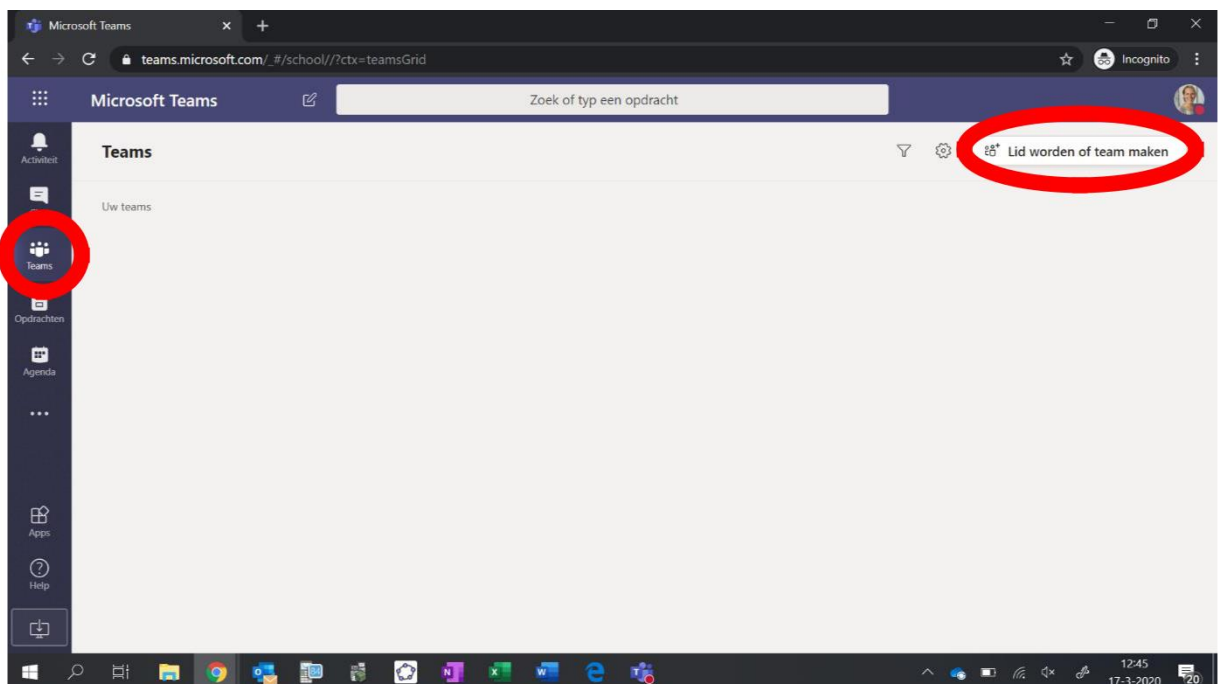 Microsoft Teams
teams.microsoft.com/_#/school//?ctx=teamsGrid
Incognito
Microsoft Teams
Zoek of typ een opdracht
Activiteit
Teams
Lid worden of team maken
Uw teams
Teams
Opdrachten
Agenda
Apps
Help
12:45
17-3-2020
20